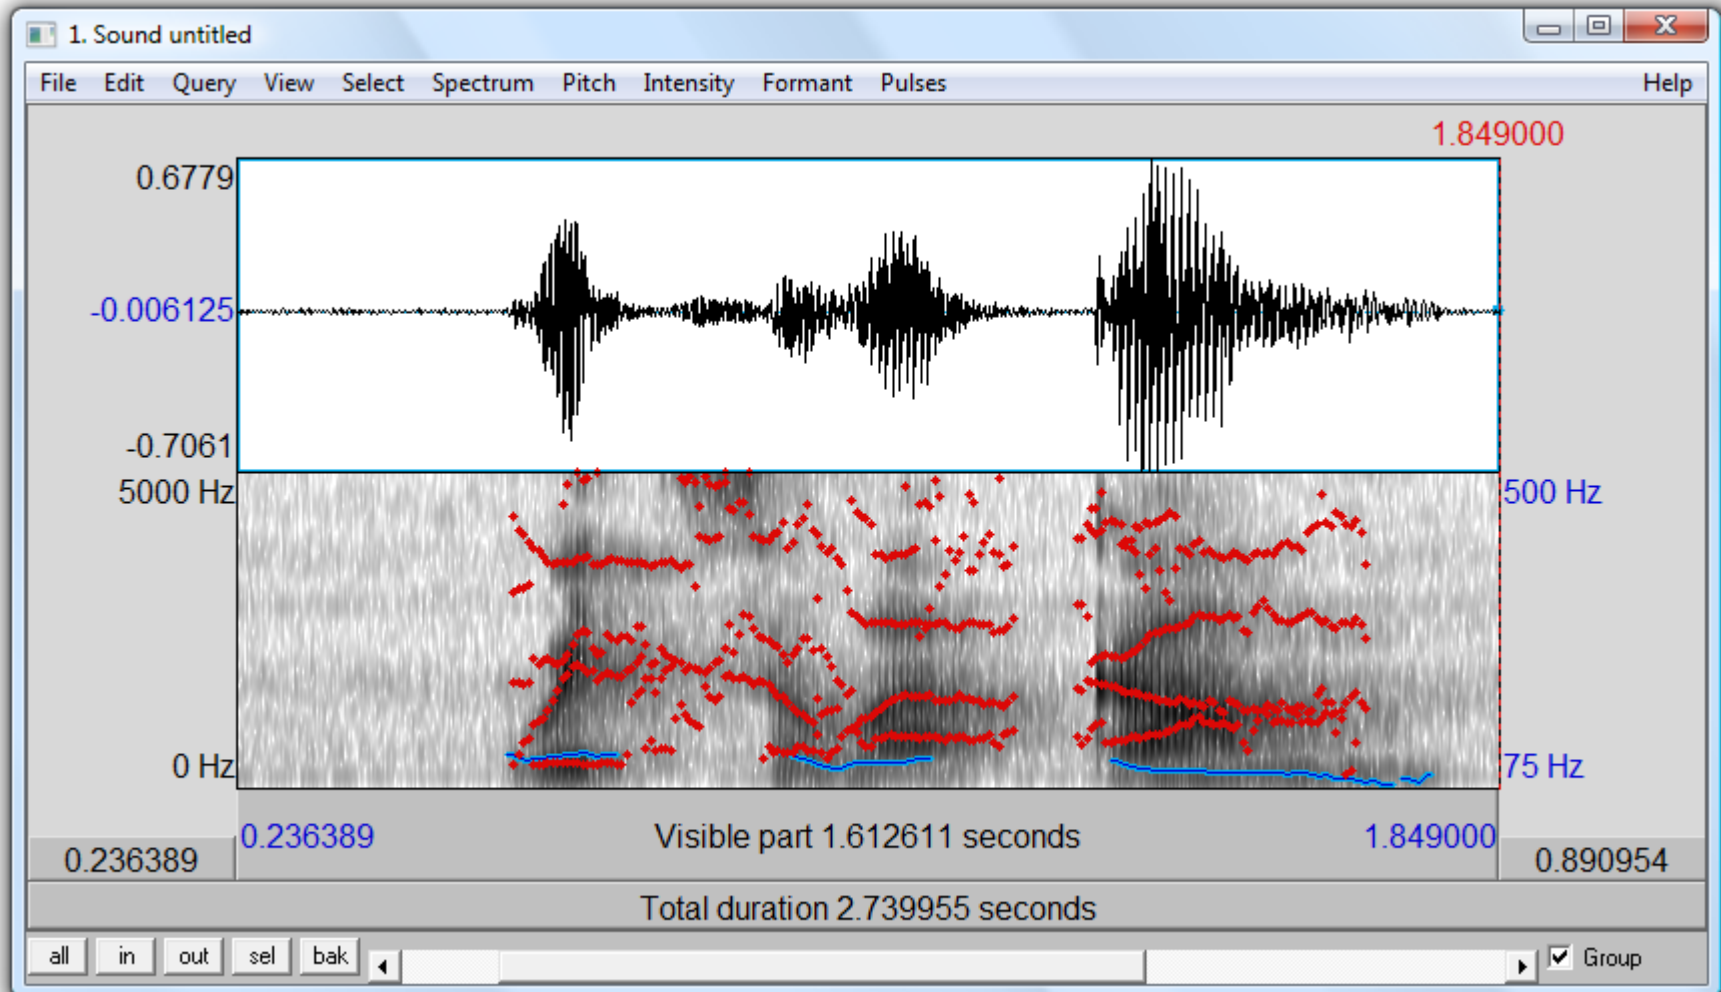 1. Sound untitled
File Edit Query View Select Spectrum Pitch Intensity Formant Pulses Help
1.849000
0.6779
-0.006125
-0.7061
5000 Hz 500 Hz
0 Hz 75 Hz
0.236389 Visible part 1.612611 seconds 1.849000
0.236389 0.890954
Total duration 2.739955 seconds
all in out sel bak Group